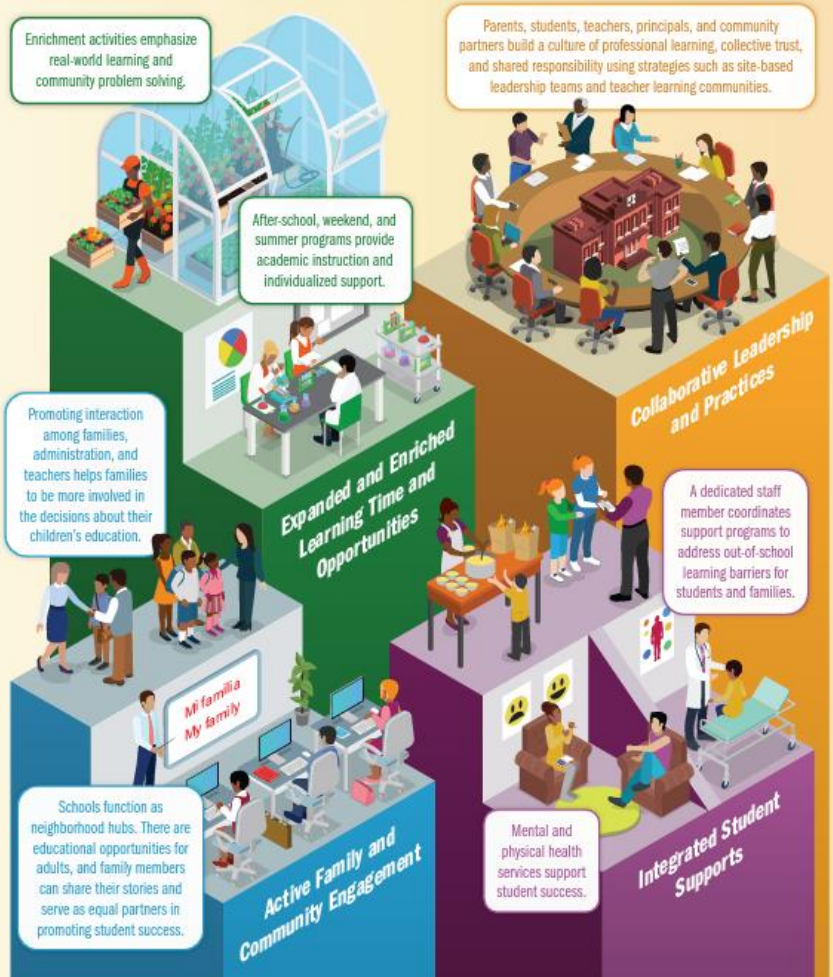 Enrichment activities emphasize
real-world learning and
community problem solving.
Parents, students, teachers, principals, and community
partners build a culture of professional learning, collective trust,
and shared responsibility using strategies such as site-based
leadership teams and teacher learning communities.
After-school, weekend, and
summer programs provide
academic instruction and
individualized support.
Collaborative Leadership
and Practices
Expanded and Enriched
Learning Time and
Opportunities
Promoting interaction
among families,
administration, and
teachers helps families
to be more involved in
the decisions about their
children's education.
A dedicated staff
member coordinates
support programs to
address out-of-school
learning barriers for
students and families.
Mi familia
My family
Schools function as
neighborhood hubs. There are
educational opportunities for
adults, and family members
can share their stories and
serve as equal partners in
promoting student success.
Active Family and
Community Engagement
Mental and
physical health
services support
student success.
Integrated Student
Supports